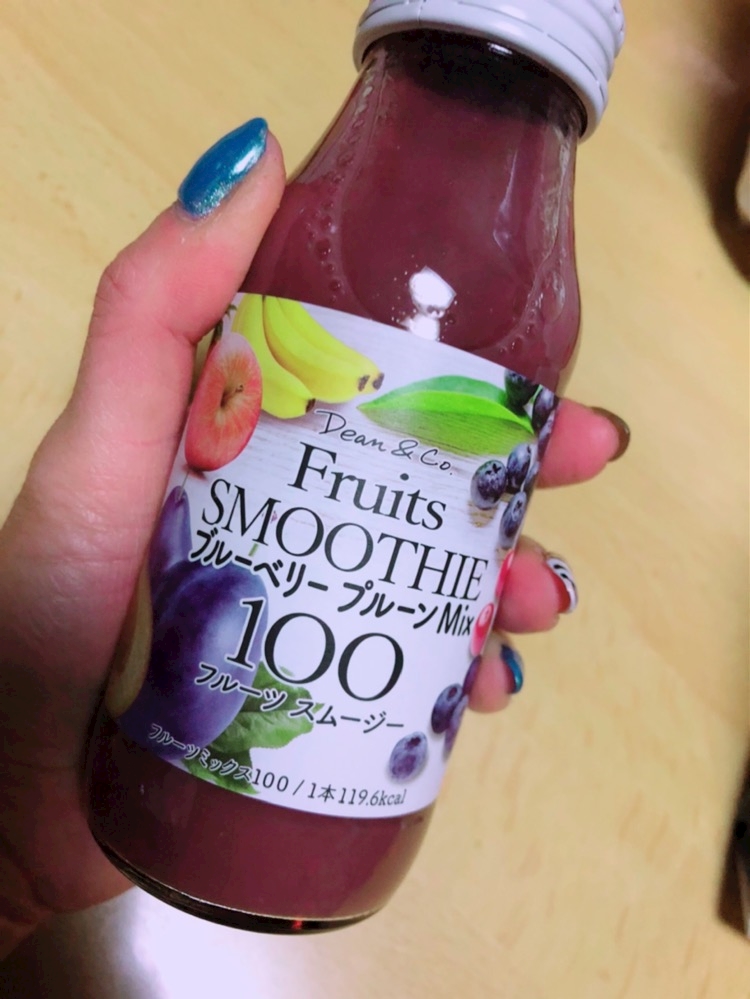 Dean & Co.
Fruits
SMOOTHIE
ブルーベリー プルーンMix
100
フルーツ スムージー
フルーツミックス100 / 1本119.6kcal